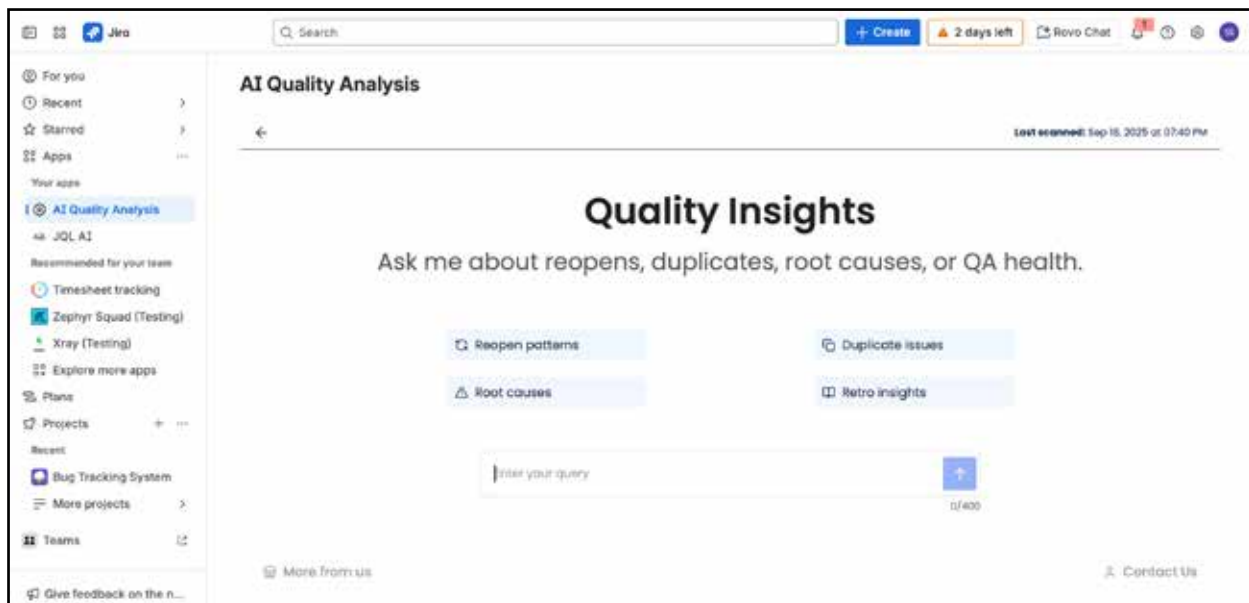 Jira
Search
+ Create
2 days left
Rovo Chat
For you
Recent
Starred
Apps
Your apps
AI Quality Analysis
JQL AI
Recommended for your team
Timesheet tracking
Zephyr Squad (Testing)
Xray (Testing)
Explore more apps
Plans
Projects
Recent
Bug Tracking System
More projects
Teams
Give feedback on the n...
AI Quality Analysis
Last scanned: Sep 2025 at 07:40 PM
Quality Insights
Ask me about reopens, duplicates, root causes, or QA health.
Reopen patterns
Duplicate issues
Root causes
Retro insights
Enter your query
0/400
More from us
Contact Us